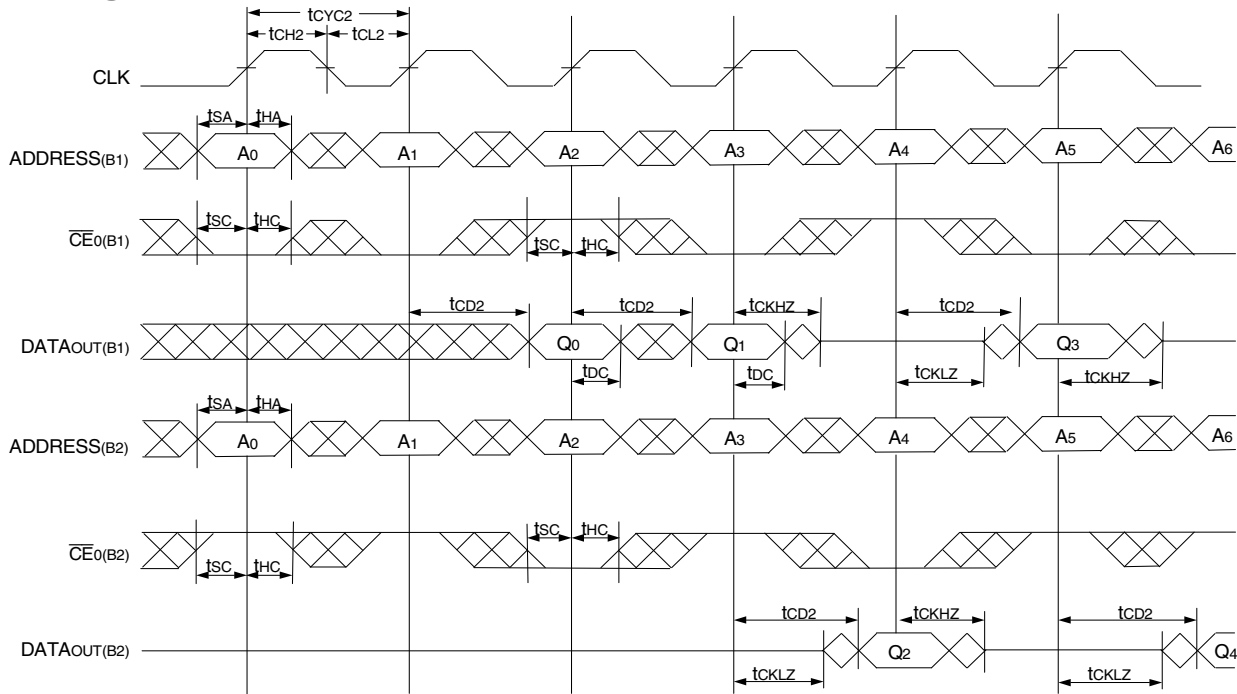 tCYC2
tCH2 tCL2
CLK
tSA tHA
ADDRESS(B1) A0 A1 A2 A3 A4 A5 A6
tSC tHC
CE0(B1) tSC tHC
tCD2 tCD2 tCKHZ tCD2
DATAOUT(B1) Q0 Q1 Q3
tDC tDC tCKLZ tCKHZ
tSA tHA
ADDRESS(B2) A0 A1 A2 A3 A4 A5 A6
tSC tHC
CE0(B2)
tSC tHC
tCD2 tCKHZ tCD2
DATAOUT(B2) Q2 Q4
tCKLZ tCKLZ